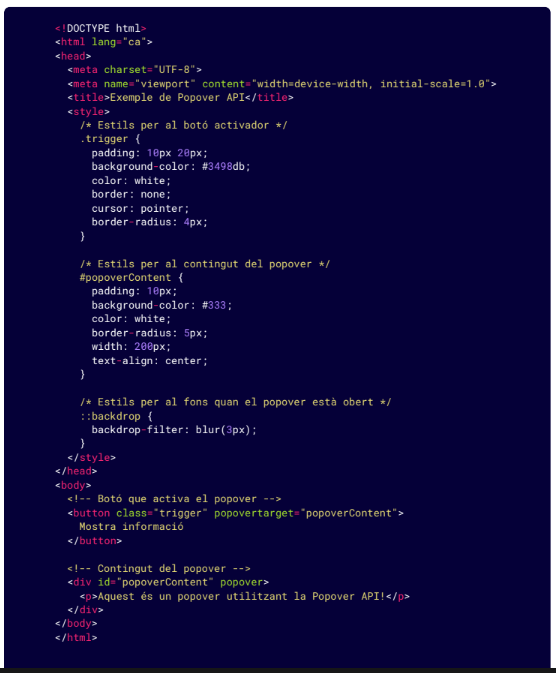 <!DOCTYPE html>
<html lang="ca">
<head>
<meta charset="UTF-8">
<meta name="viewport" content="width=device-width, initial-scale=1.0">
<title>Exemple de Popover API</title>
<style>
/* Estils per al botó activador */
.trigger {
padding: 10px 20px;
background-color: #3498db;
color: white;
border: none;
cursor: pointer;
border-radius: 4px;
}
/* Estils per al contingut del popover */
#popoverContent {
padding: 10px;
background-color: #333;
color: white;
border-radius: 5px;
width: 200px;
text-align: center;
}
/* Estils per al fons quan el popover està obert */
::backdrop {
backdrop-filter: blur(3px);
}
</style>
</head>
<body>
<!-- Botó que activa el popover -->
<button class="trigger" popovertarget="popoverContent">
Mostra informació
</button>
<!-- Contingut del popover -->
<div id="popoverContent" popover>
<p>Aquest és un popover utilitzant la Popover API!</p>
</div>
</body>
</html>